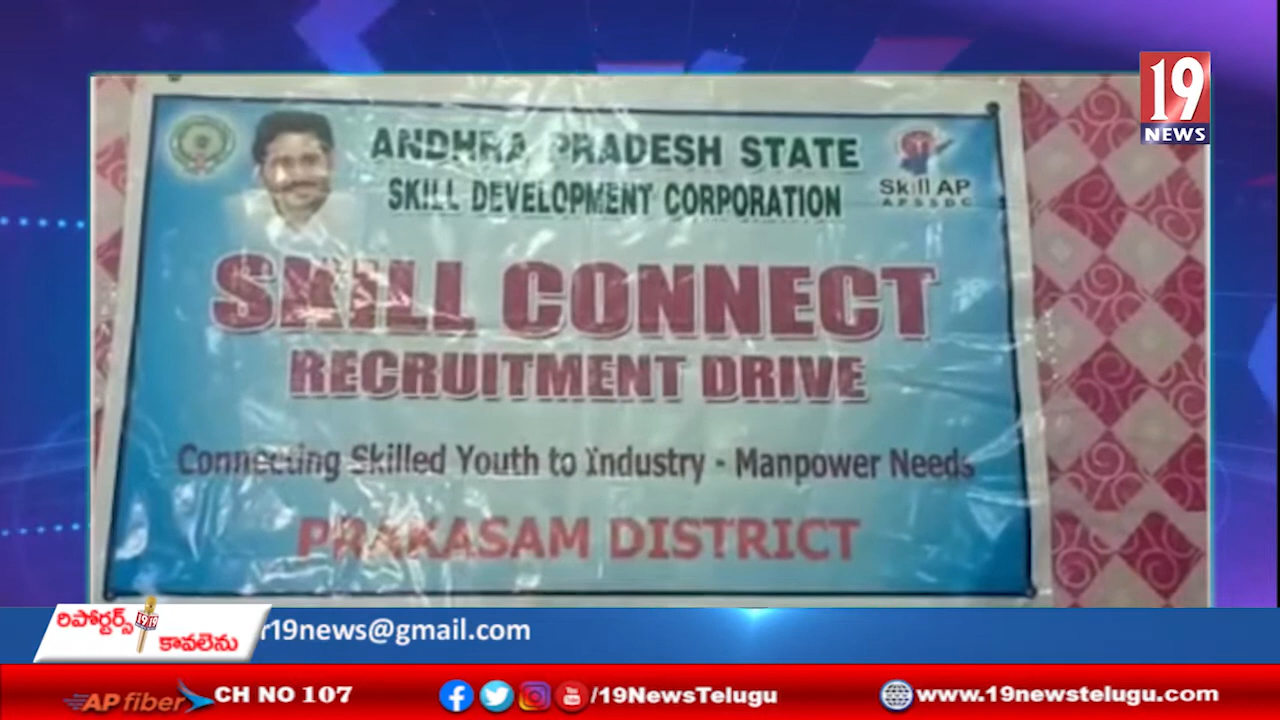 19
NEWS
ANDHRA PRADESH STATE
SKILL DEVELOPMENT CORPORATION
Skill AP
APSSDC
SKILL CONNECT
RECRUITMENT DRIVE
Connecting Skilled Youth to Industry - Manpower Needs
PRAKASAM DISTRICT
రిపోర్టర్స్
కావలెను
r19news@gmail.com
AP fiber CH NO 107
/19NewsTelugu
www.19newstelugu.com